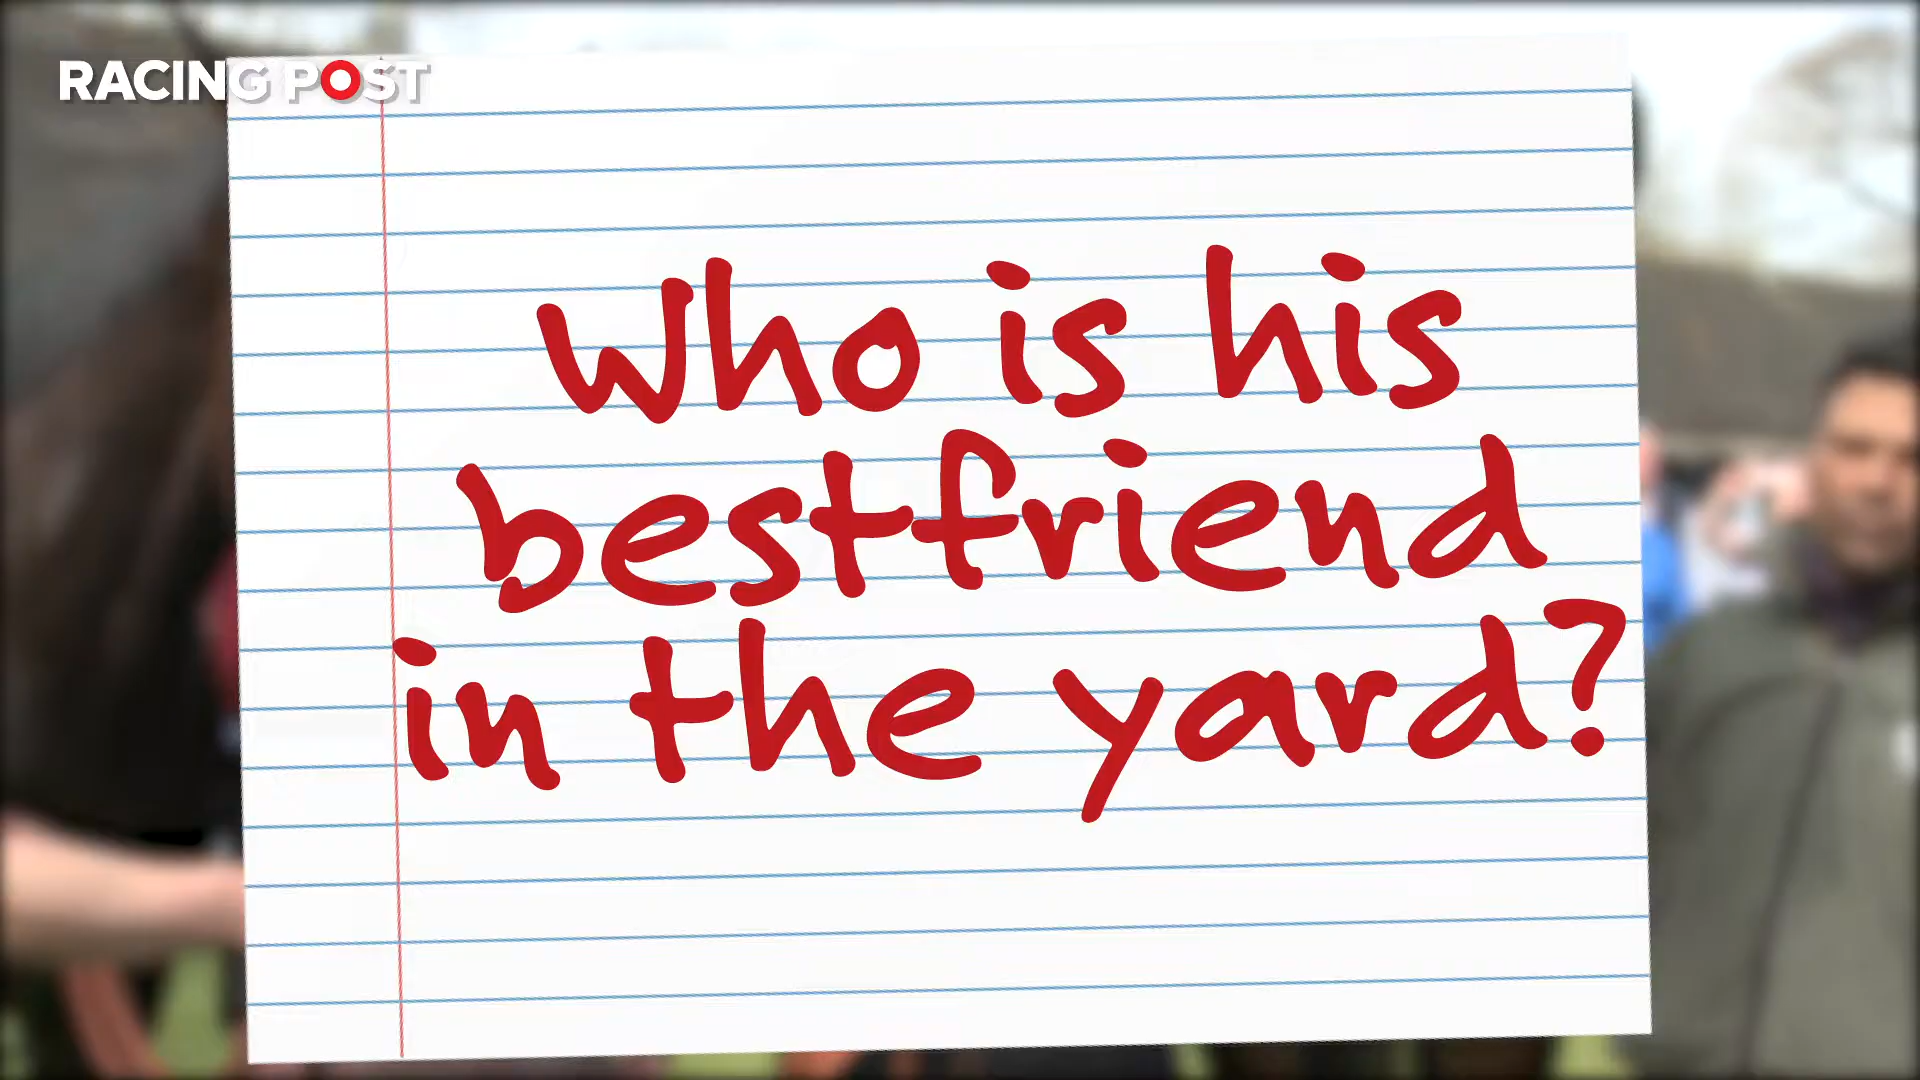 RACING POST
Who is his
bestfriend
in the yard?